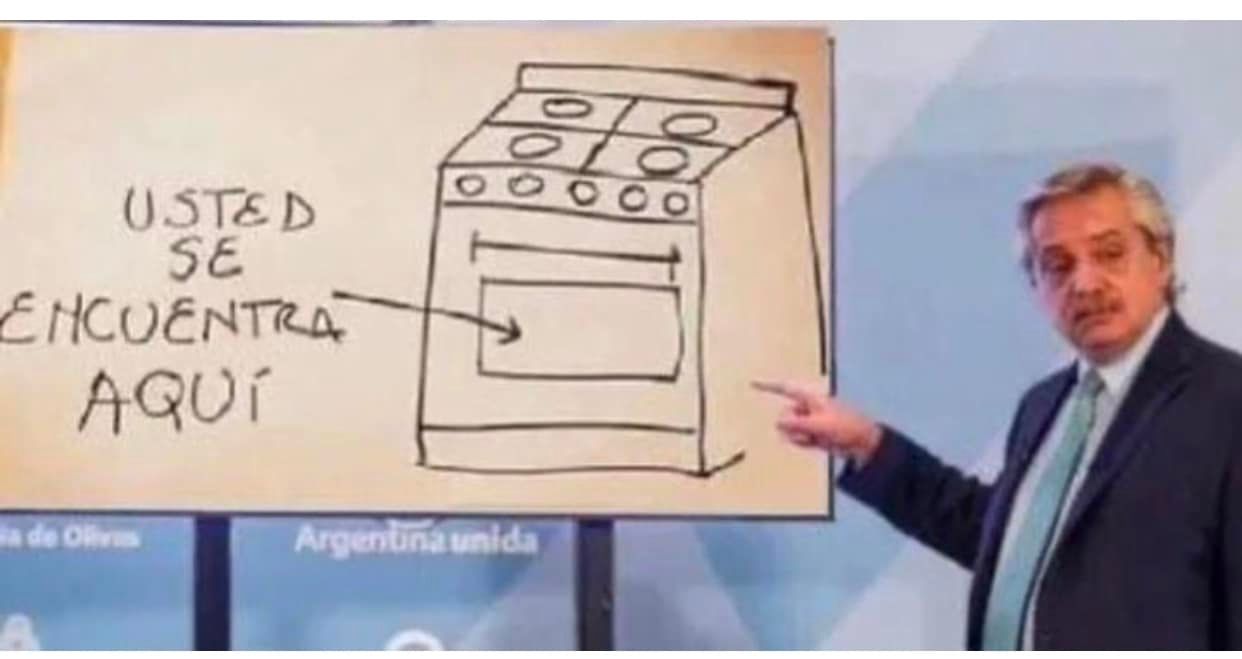 USTED
SE
ENCUENTRA
AQUÍ
de Olivos
Argentina unida